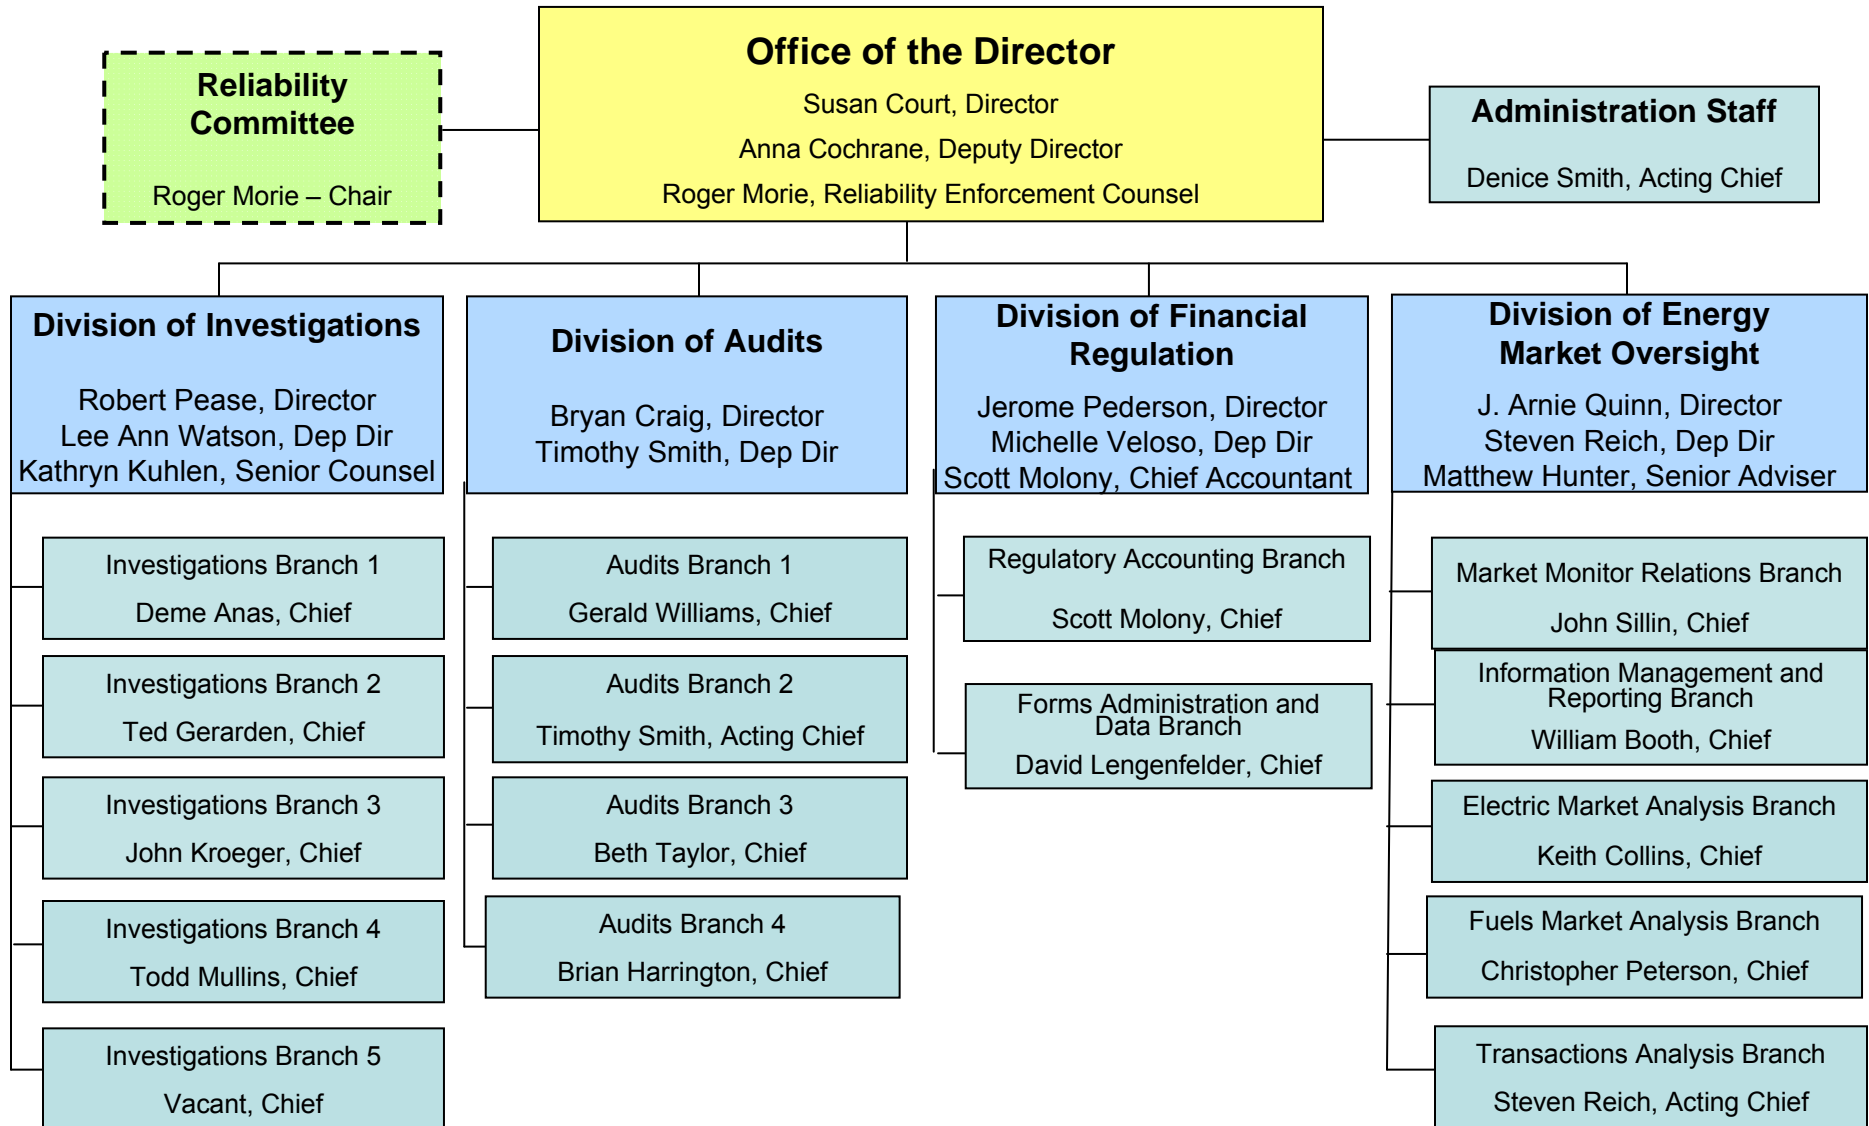 Office of the Director
Susan Court, Director
Anna Cochrane, Deputy Director
Roger Morie, Reliability Enforcement Counsel
Reliability
Committee
Roger Morie – Chair
Administration Staff
Denice Smith, Acting Chief
Division of Investigations
Robert Pease, Director
Lee Ann Watson, Dep Dir
Kathryn Kuhlen, Senior Counsel
Investigations Branch 1
Deme Anas, Chief
Investigations Branch 2
Ted Gerarden, Chief
Investigations Branch 3
John Kroeger, Chief
Investigations Branch 4
Todd Mullins, Chief
Investigations Branch 5
Vacant, Chief
Division of Audits
Bryan Craig, Director
Timothy Smith, Dep Dir
Audits Branch 1
Gerald Williams, Chief
Audits Branch 2
Timothy Smith, Acting Chief
Audits Branch 3
Beth Taylor, Chief
Audits Branch 4
Brian Harrington, Chief
Division of Financial
Regulation
Jerome Pederson, Director
Michelle Veloso, Dep Dir
Scott Molony, Chief Accountant
Regulatory Accounting Branch
Scott Molony, Chief
Forms Administration and
Data Branch
David Lengenfelder, Chief
Division of Energy
Market Oversight
J. Arnie Quinn, Director
Steven Reich, Dep Dir
Matthew Hunter, Senior Adviser
Market Monitor Relations Branch
John Sillin, Chief
Information Management and
Reporting Branch
William Booth, Chief
Electric Market Analysis Branch
Keith Collins, Chief
Fuels Market Analysis Branch
Christopher Peterson, Chief
Transactions Analysis Branch
Steven Reich, Acting Chief